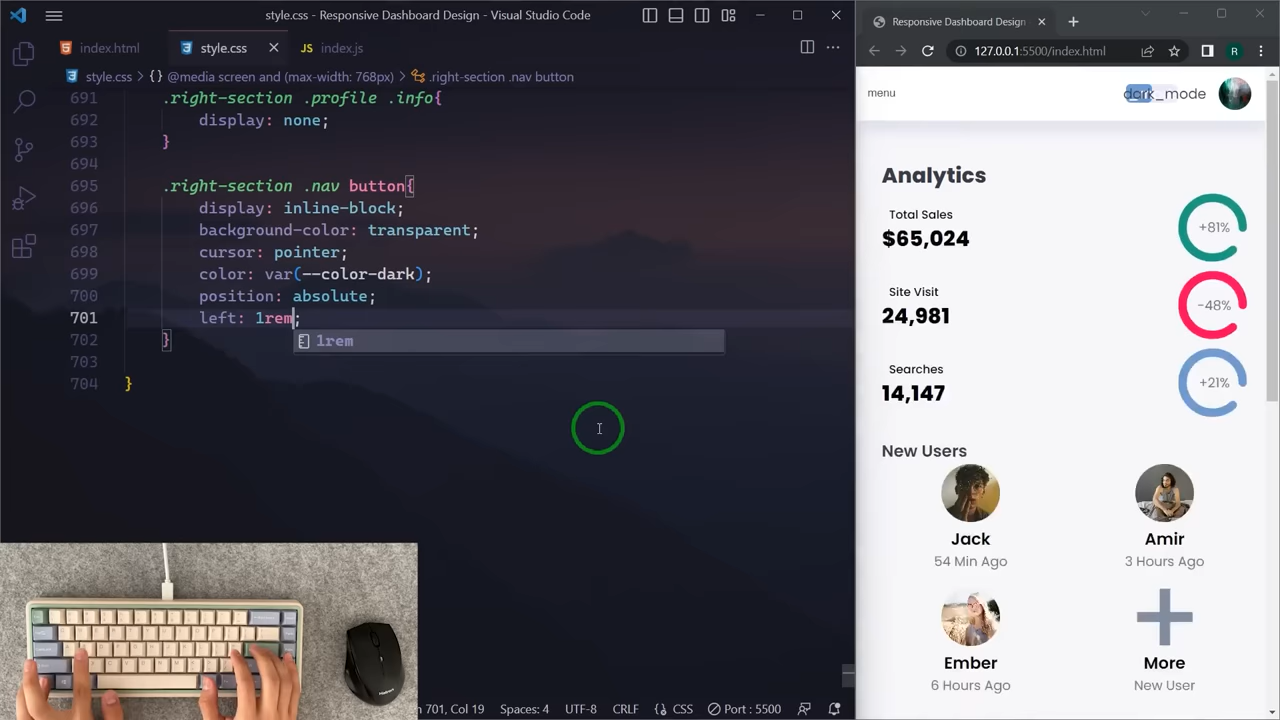 style.css - Responsive Dashboard Design - Visual Studio Code
index.html
style.css
JS index.js
style.css > {} @media screen and (max-width: 768px) > .right-section .nav button
691 .right-section .profile .info{
692 display: none;
693 }
694
695 .right-section .nav button{
696 display: inline-block;
697 background-color: transparent;
698 cursor: pointer;
699 color: var(--color-dark);
700 position: absolute;
701 left: 1rem;
702 }
1rem
703
704 }
701, Col 19 Spaces: 4 UTF-8 CRLF {} CSS Port : 5500
Responsive Dashboard Design
127.0.0.1:5500/index.html
R
menu
dark_mode
Analytics
Total Sales
$65,024
+81%
Site Visit
24,981
-48%
Searches
14,147
+21%
New Users
Jack
54 Min Ago
Amir
3 Hours Ago
Ember
6 Hours Ago
More
New User